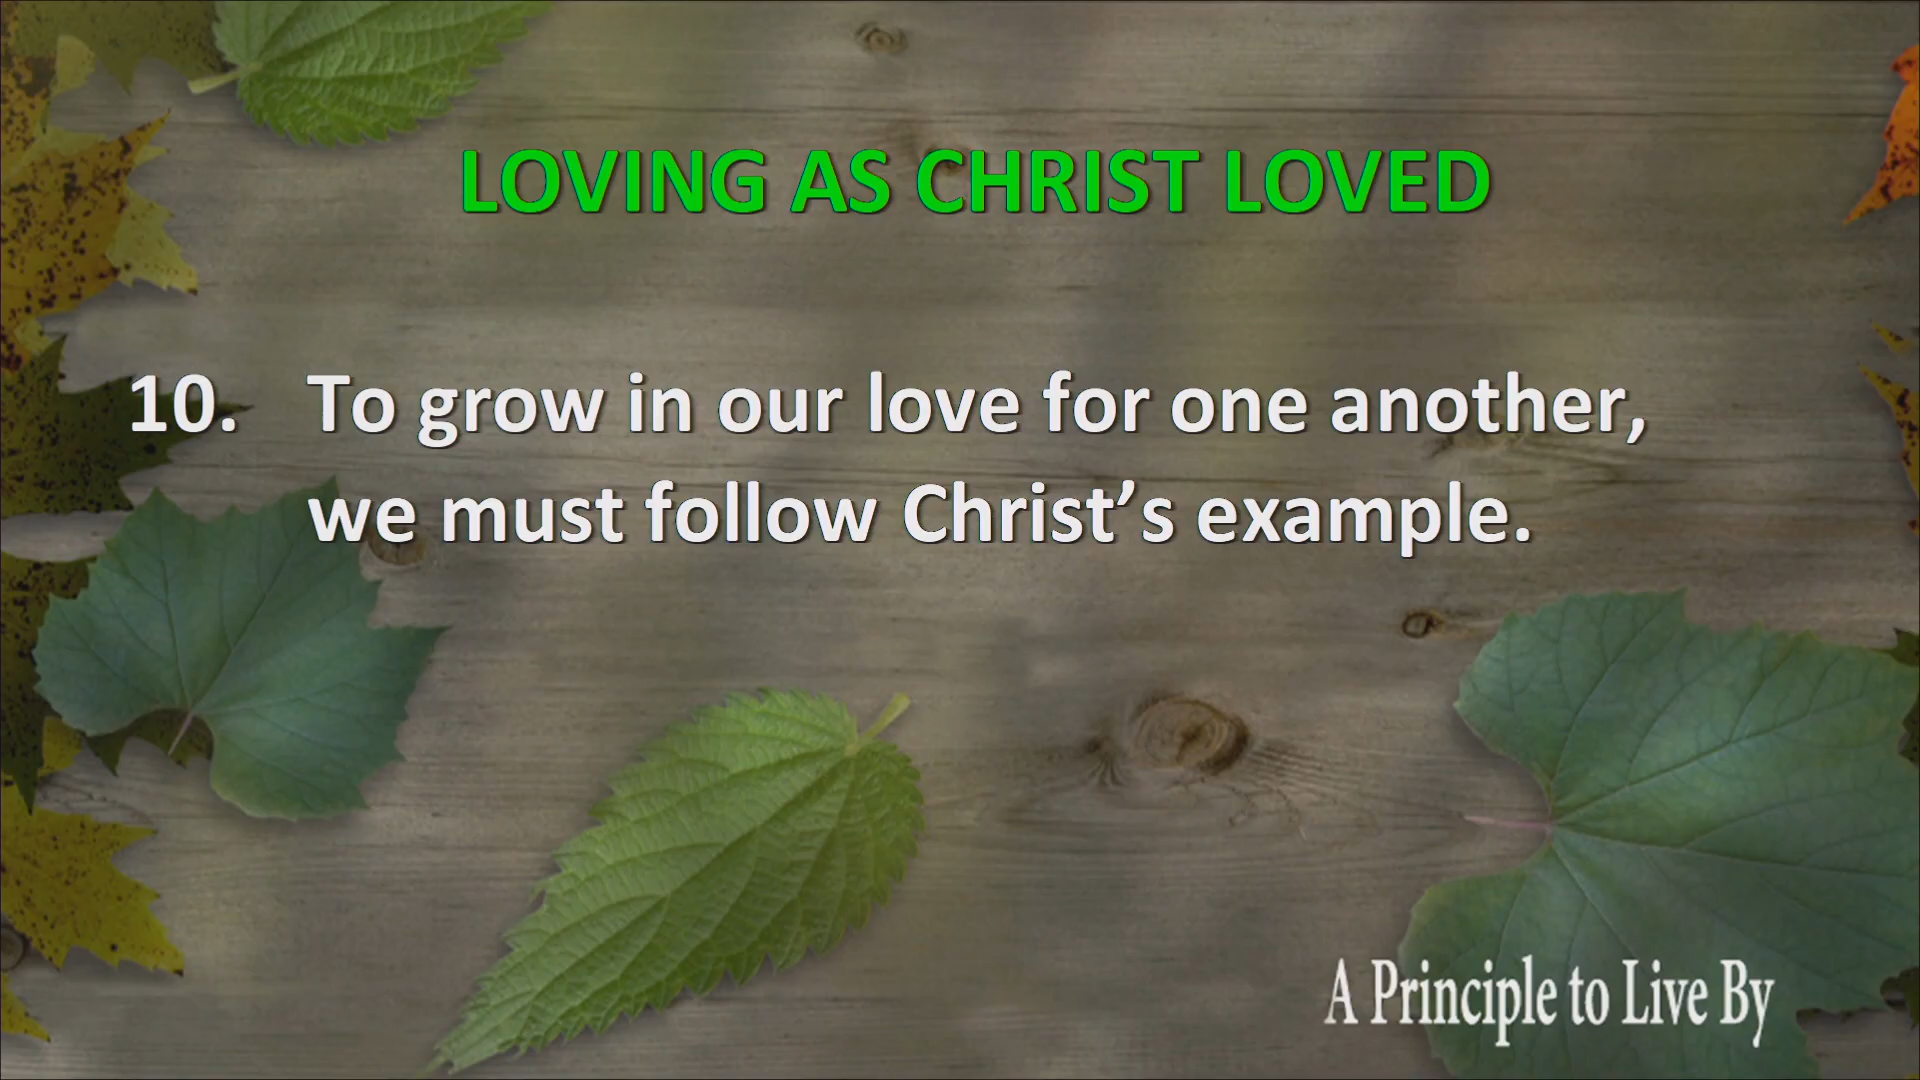 LOVING AS CHRIST LOVED
10. To grow in our love for one another,
we must follow Christ’s example.
A Principle to Live By